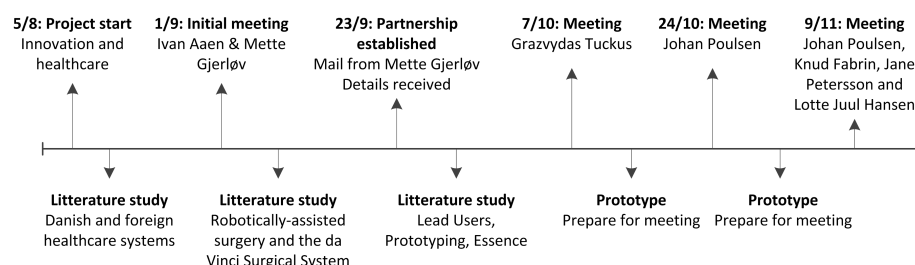 5/8: Project start
Innovation and
healthcare
1/9: Initial meeting
Ivan Aaen & Mette
Gjerløv
23/9: Partnership
established
Mail from Mette Gjerløv
Details received
7/10: Meeting
Grazvydas Tuckus
24/10: Meeting
Johan Poulsen
9/11: Meeting
Johan Poulsen,
Knud Fabrin, Jane
Petersson and
Lotte Juul Hansen
Litterature study
Danish and foreign
healthcare systems
Litterature study
Robotically-assisted
surgery and the da
Vinci Surgical System
Litterature study
Lead Users,
Prototyping, Essence
Prototype
Prepare for meeting
Prototype
Prepare for meeting